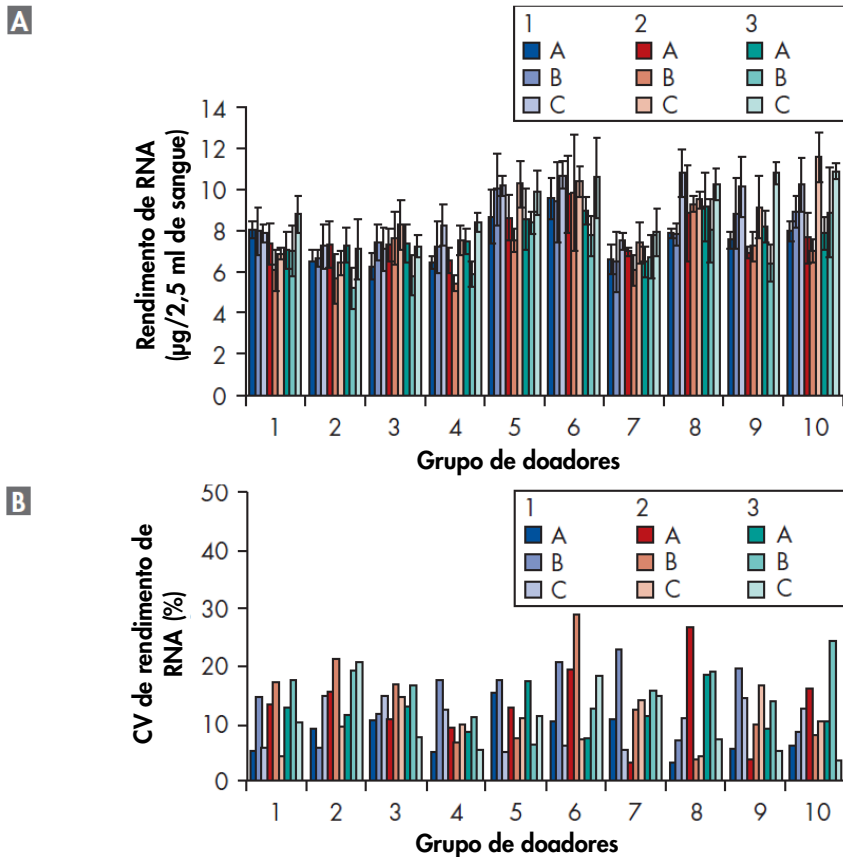 A
1 2 3
A A A
B B B
C C C
Rendimento de RNA
(µg/2,5 ml de sangue)
14
12
10
8
6
4
2
0
1 2 3 4 5 6 7 8 9 10
Grupo de doadores
B
1 2 3
A A A
B B B
C C C
CV de rendimento de
RNA (%)
50
40
30
20
10
0
1 2 3 4 5 6 7 8 9 10
Grupo de doadores